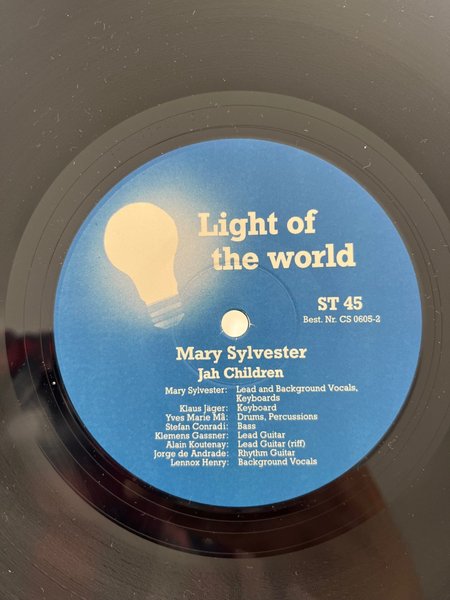 Light of
the world
ST 45
Best. Nr. CS 0605-2
Mary Sylvester
Jah Children
Mary Sylvester: Lead and Background Vocals,
Keyboards
Klaus Jäger: Keyboard
Yves Marie Mā: Drums, Percussions
Stefan Conradi: Bass
Klemens Gassner: Lead Guitar
Alain Koutenay: Lead Guitar (riff)
Jorge de Andrade: Rhythm Guitar
Lennox Henry: Background Vocals